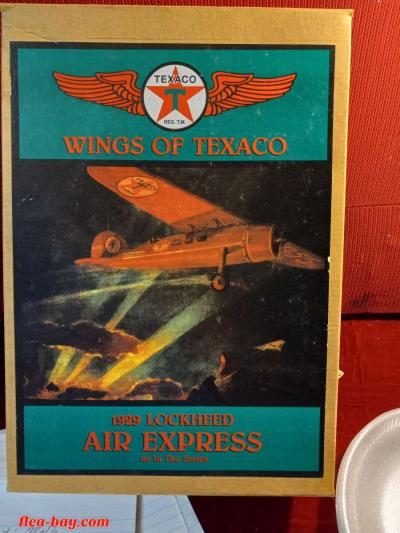 TEXACO
T
REG. T.M.
WINGS OF TEXACO
1929 LOCKHEED
AIR EXPRESS
1st In The Series
flea-bay.com